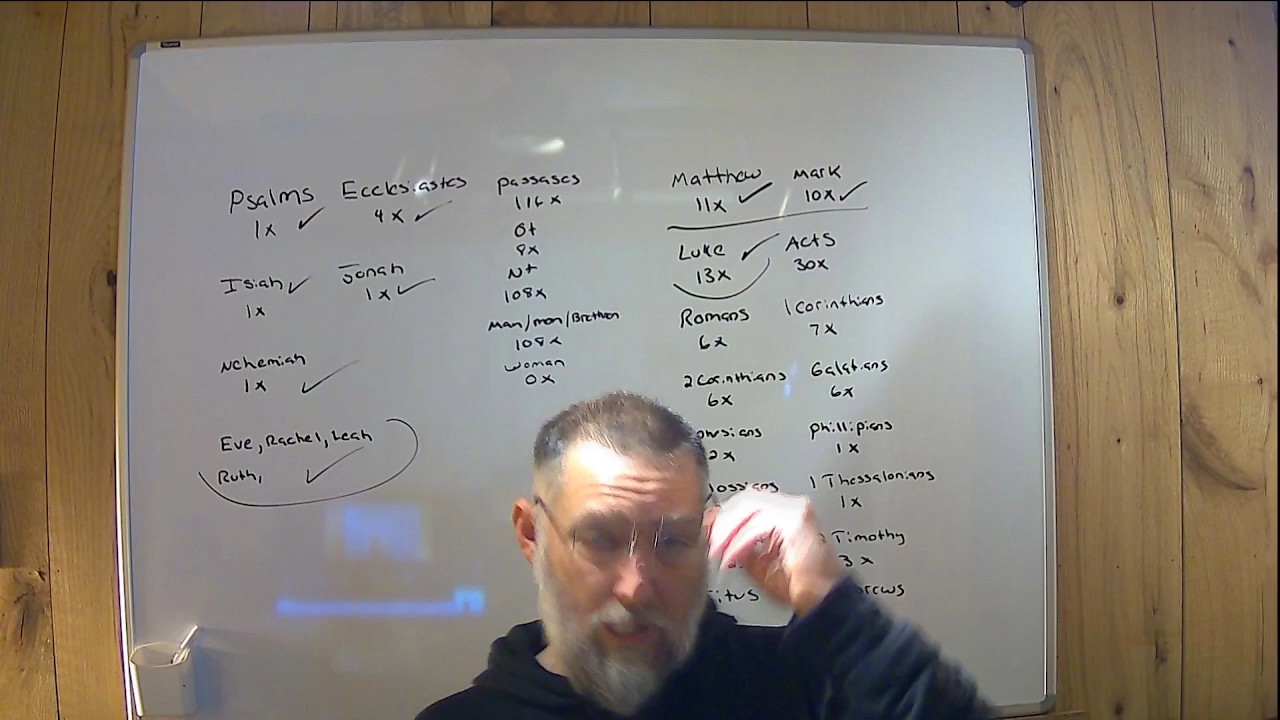 Psalms
1x ✓
Ecclesiastes
4x ✓
Isiah ✓
1x
Jonah
1x ✓
Nehemiah
1x ✓
Eve, Rachel, Leah
Ruth, ✓
passages
116x
Ot
8x
Nt
108x
Man/men/Brethren
108x
woman
0x
Matthew
11x ✓
Mark
10x ✓
Luke ✓
13x
Acts
30x
Romans
6x
1 Corinthians
7x
2 Corinthians
6x
Galatians
6x
2x
phillipians
1x
1 Thessalonians
1x
Timothy
3x